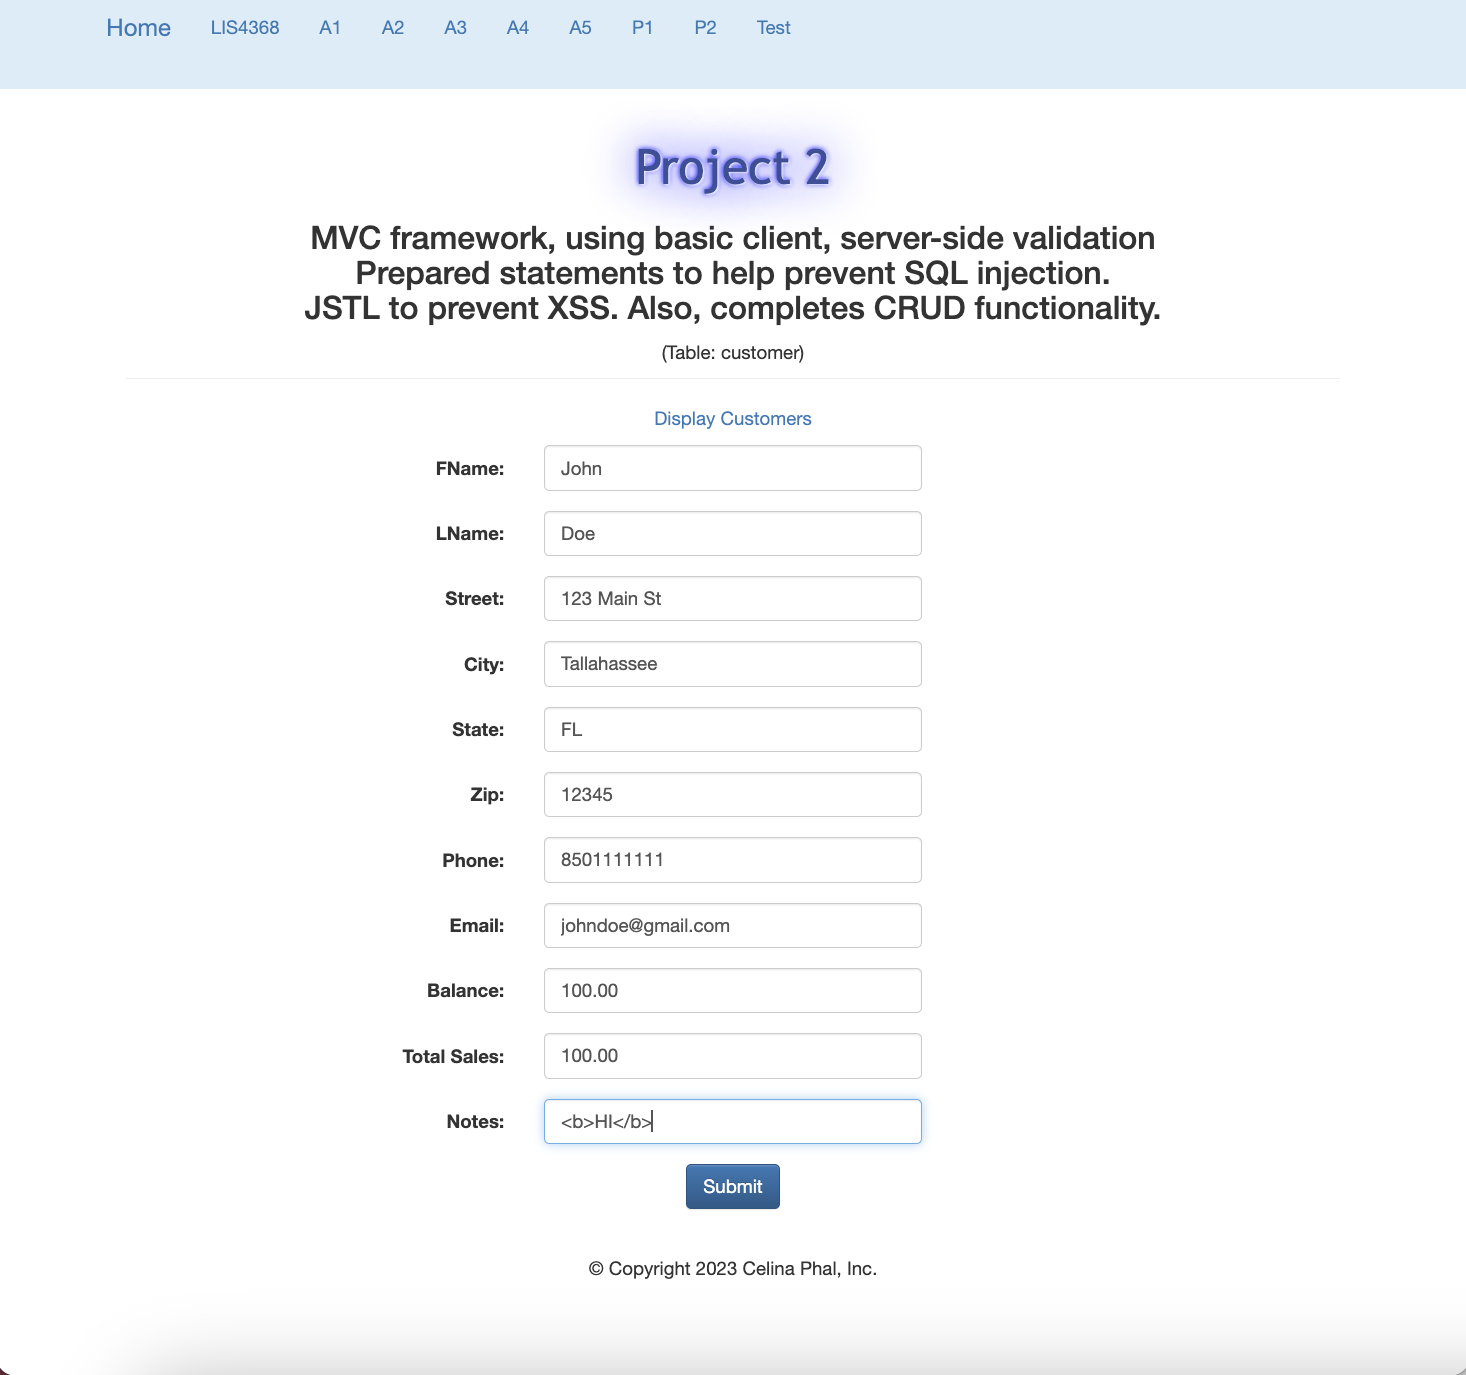 Home LIS4368 A1 A2 A3 A4 A5 P1 P2 Test
Project 2
MVC framework, using basic client, server-side validation
Prepared statements to help prevent SQL injection.
JSTL to prevent XSS. Also, completes CRUD functionality.
(Table: customer)
Display Customers
FName: John
LName: Doe
Street: 123 Main St
City: Tallahassee
State: FL
Zip: 12345
Phone: 8501111111
Email: johndoe@gmail.com
Balance: 100.00
Total Sales: 100.00
Notes: <b>HI</b>
Submit
© Copyright 2023 Celina Phal, Inc.